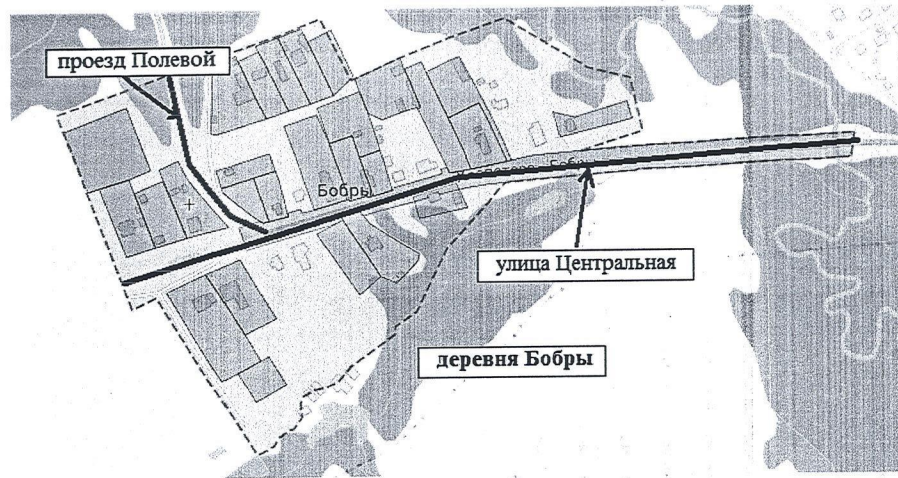 проезд Полевой
Бобры
улица Центральная
деревня Бобры